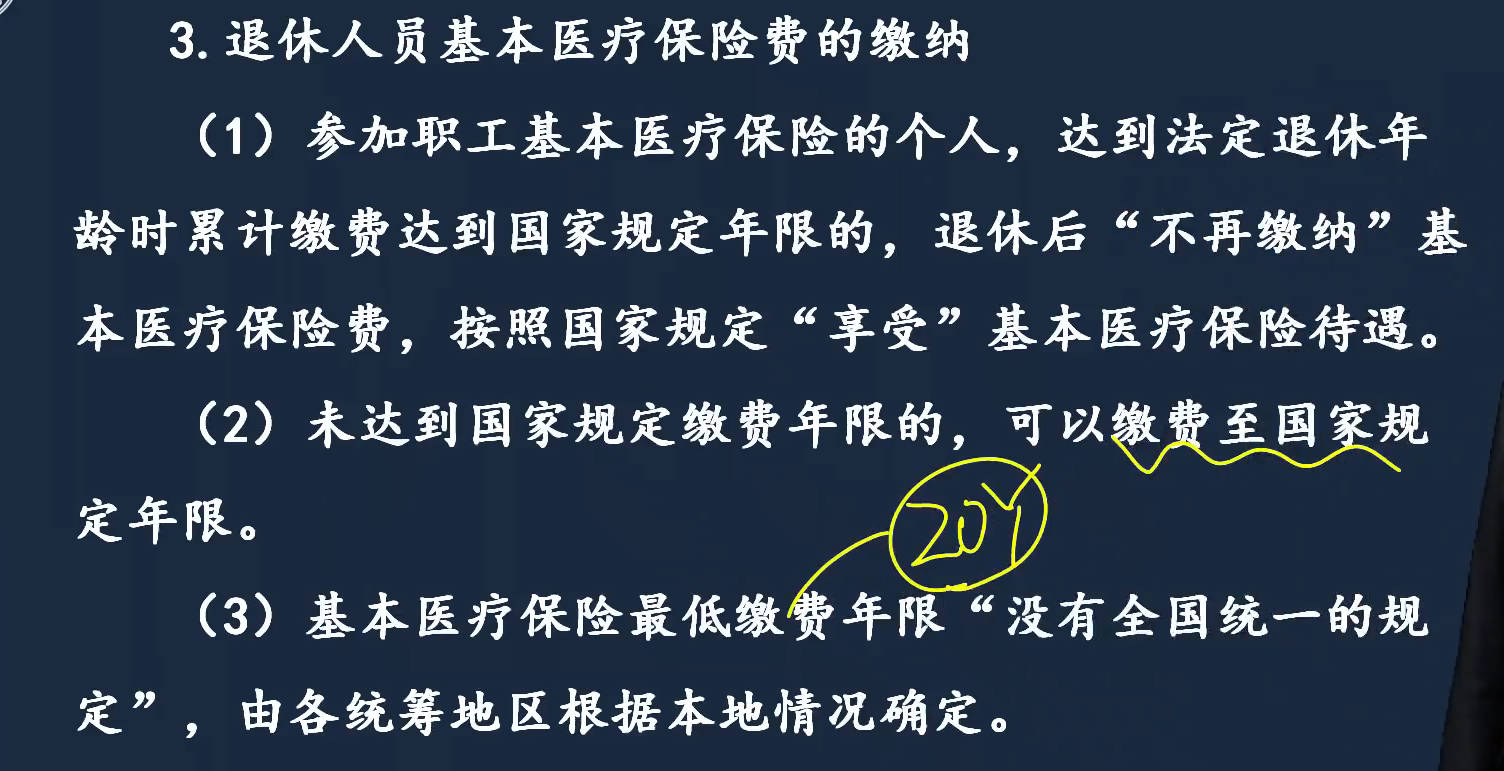 3.退休人员基本医疗保险费的缴纳
（1）参加职工基本医疗保险的个人，达到法定退休年
龄时累计缴费达到国家规定年限的，退休后“不再缴纳”基
本医疗保险费，按照国家规定“享受”基本医疗保险待遇。
（2）未达到国家规定缴费年限的，可以缴费至国家规
定年限。
20Y
（3）基本医疗保险最低缴费年限“没有全国统一的规
定”，由各统筹地区根据本地情况确定。